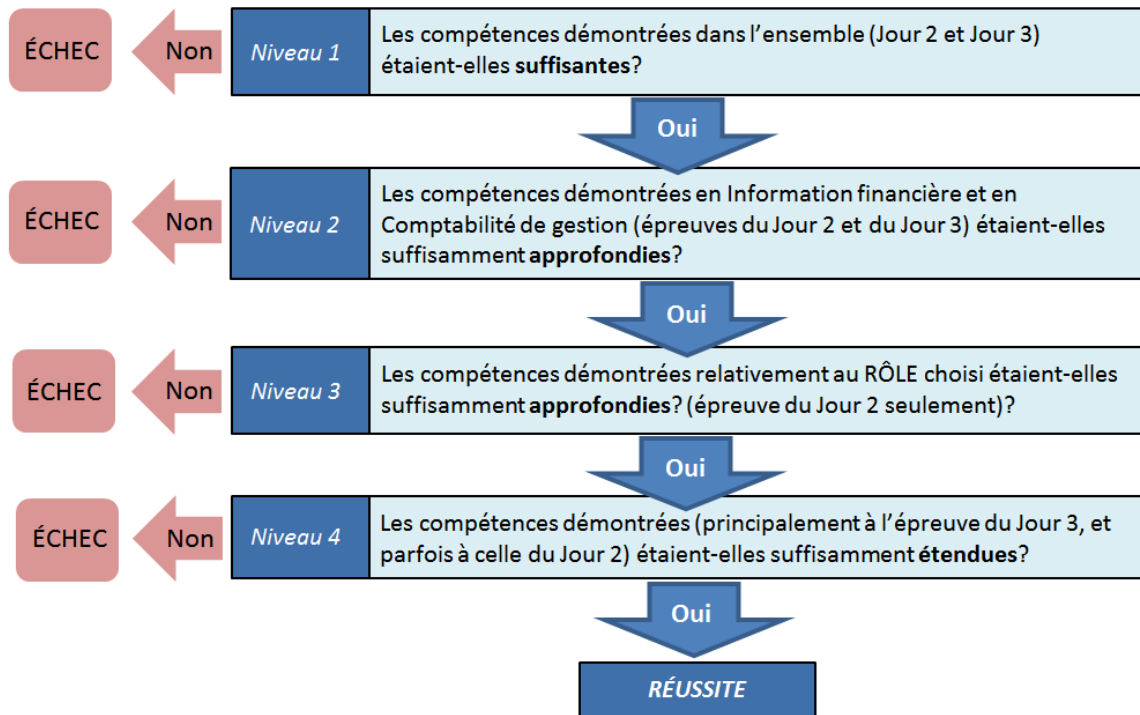 ÉCHEC
Non
Niveau 1
Les compétences démontrées dans l'ensemble (Jour 2 et Jour 3)
étaient-elles suffisantes?
Oui
ÉCHEC
Non
Niveau 2
Les compétences démontrées en Information financière et en
Comptabilité de gestion (épreuves du Jour 2 et du Jour 3) étaient-elles
suffisamment approfondies?
Oui
ÉCHEC
Non
Niveau 3
Les compétences démontrées relativement au RÔLE choisi étaient-elles
suffisamment approfondies? (épreuve du Jour 2 seulement)?
Oui
ÉCHEC
Non
Niveau 4
Les compétences démontrées (principalement à l'épreuve du Jour 3, et
parfois à celle du Jour 2) étaient-elles suffisamment étendues?
Oui
RÉUSSITE